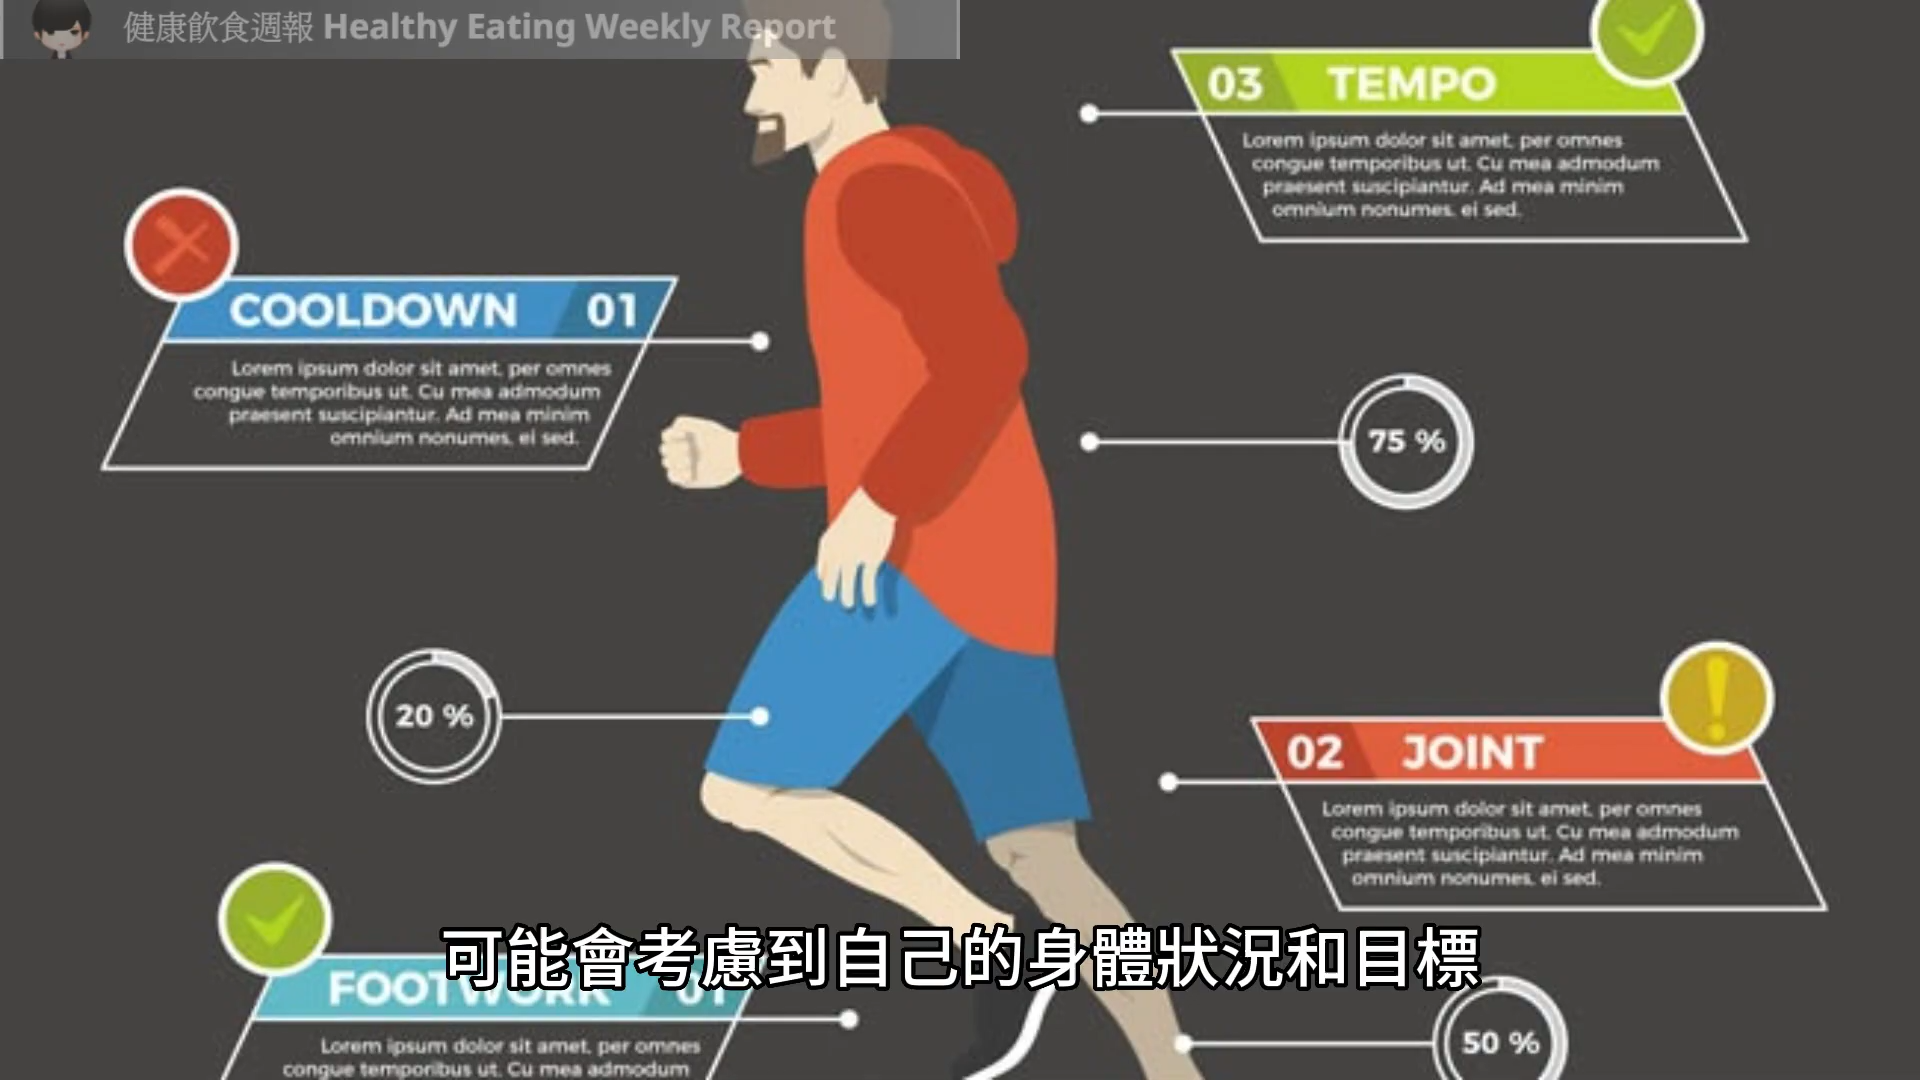 健康飲食週報 Healthy Eating Weekly Report
03 TEMPO
Lorem ipsum dolor sit amet, per omnes
congue temporibus ut. Cu mea admodum
praesent suscipiantur. Ad mea minim
omnium nonumes, ei sed.
COOLDOWN 01
Lorem ipsum dolor sit amet, per omnes
congue temporibus ut. Cu mea admodum
praesent suscipiantur. Ad mea minim
omnium nonumes, ei sed.
75 %
20 %
02 JOINT
Lorem ipsum dolor sit amet, per omnes
congue temporibus ut. Cu mea admodum
praesent suscipiantur. Ad mea minim
omnium nonumes, ei sed.
可能會考慮到自己的身體狀況和目標
FOOTWORK 01
Lorem ipsum dolor sit amet, per omnes
congue temporibus ut. Cu mea admodum
50 %